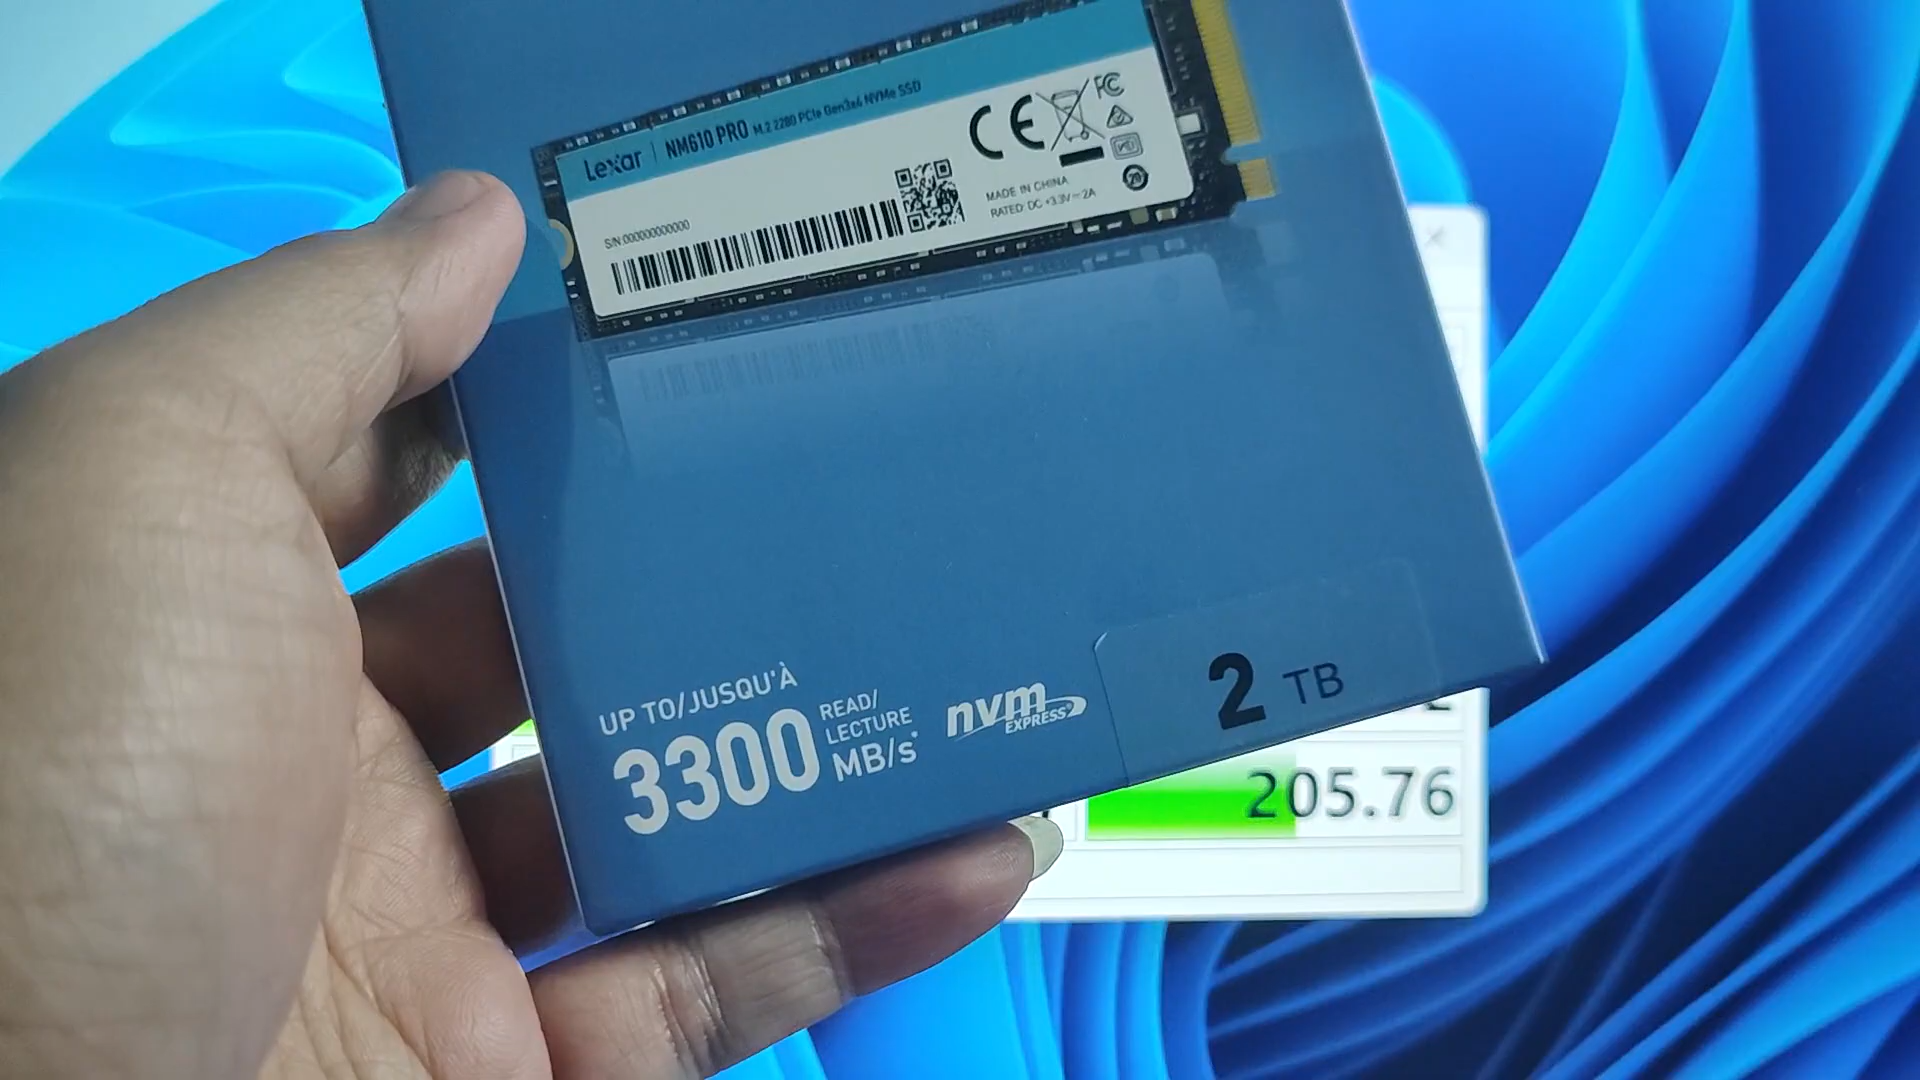 Lexar | NM610 PRO M.2 2280 PCIe Gen3x4 NVMe SSD
CE FC
S/N:000000000000
MADE IN CHINA
RATED: DC +3.3V⎓2A
20
UP TO/JUSQU'À
3300 READ/
LECTURE
MB/s*
nvm
EXPRESS
2 TB
205.76